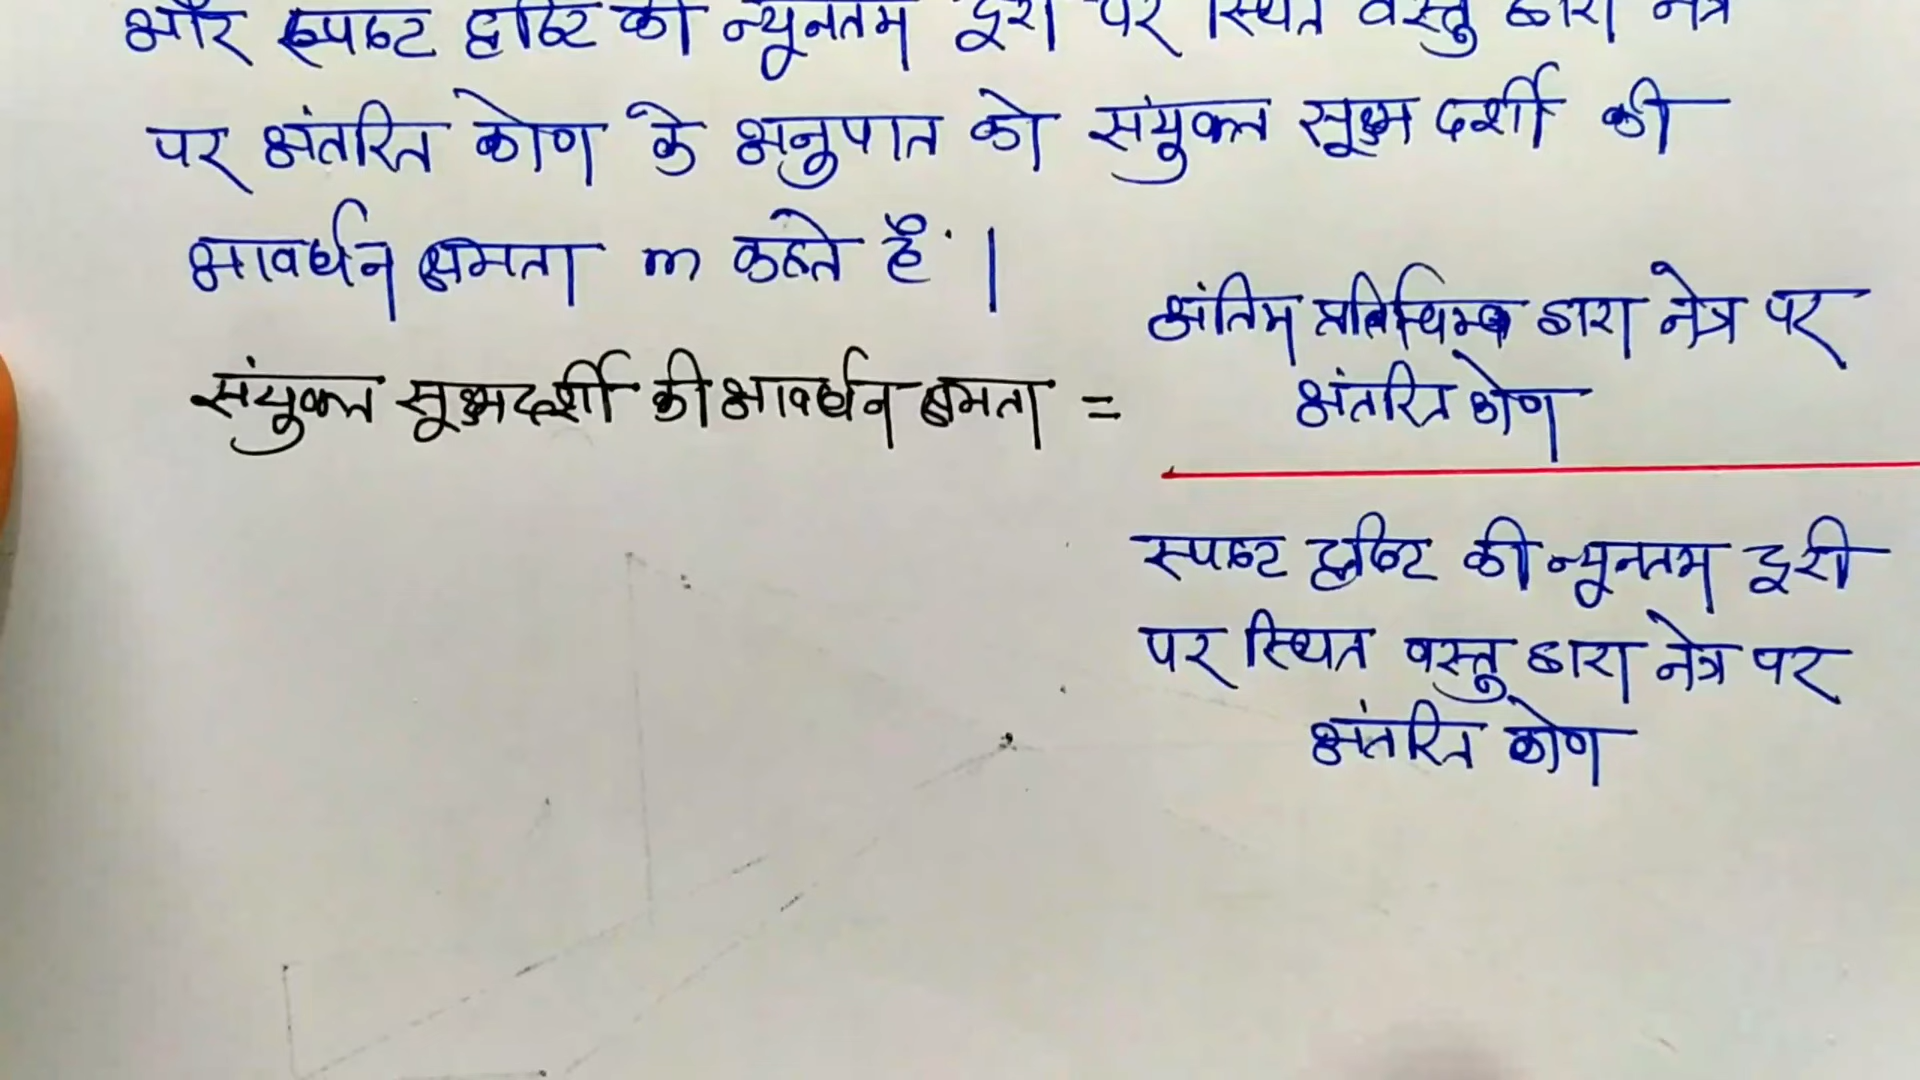 और स्पष्ट दृष्टि की न्यूनतम दूरी पर स्थित वस्तु द्वारा नेत्र
पर अंतरित कोण के अनुपात को संयुक्त सूक्ष्म दर्शी की
आवर्धन क्षमता m कहते हैं।
संयुक्त सूक्ष्मदर्शी की आवर्धन क्षमता =
अंतिम प्रतिबिम्ब द्वारा नेत्र पर
अंतरित कोण
स्पष्ट दृष्टि की न्यूनतम दूरी
पर स्थित वस्तु द्वारा नेत्र पर
अंतरित कोण